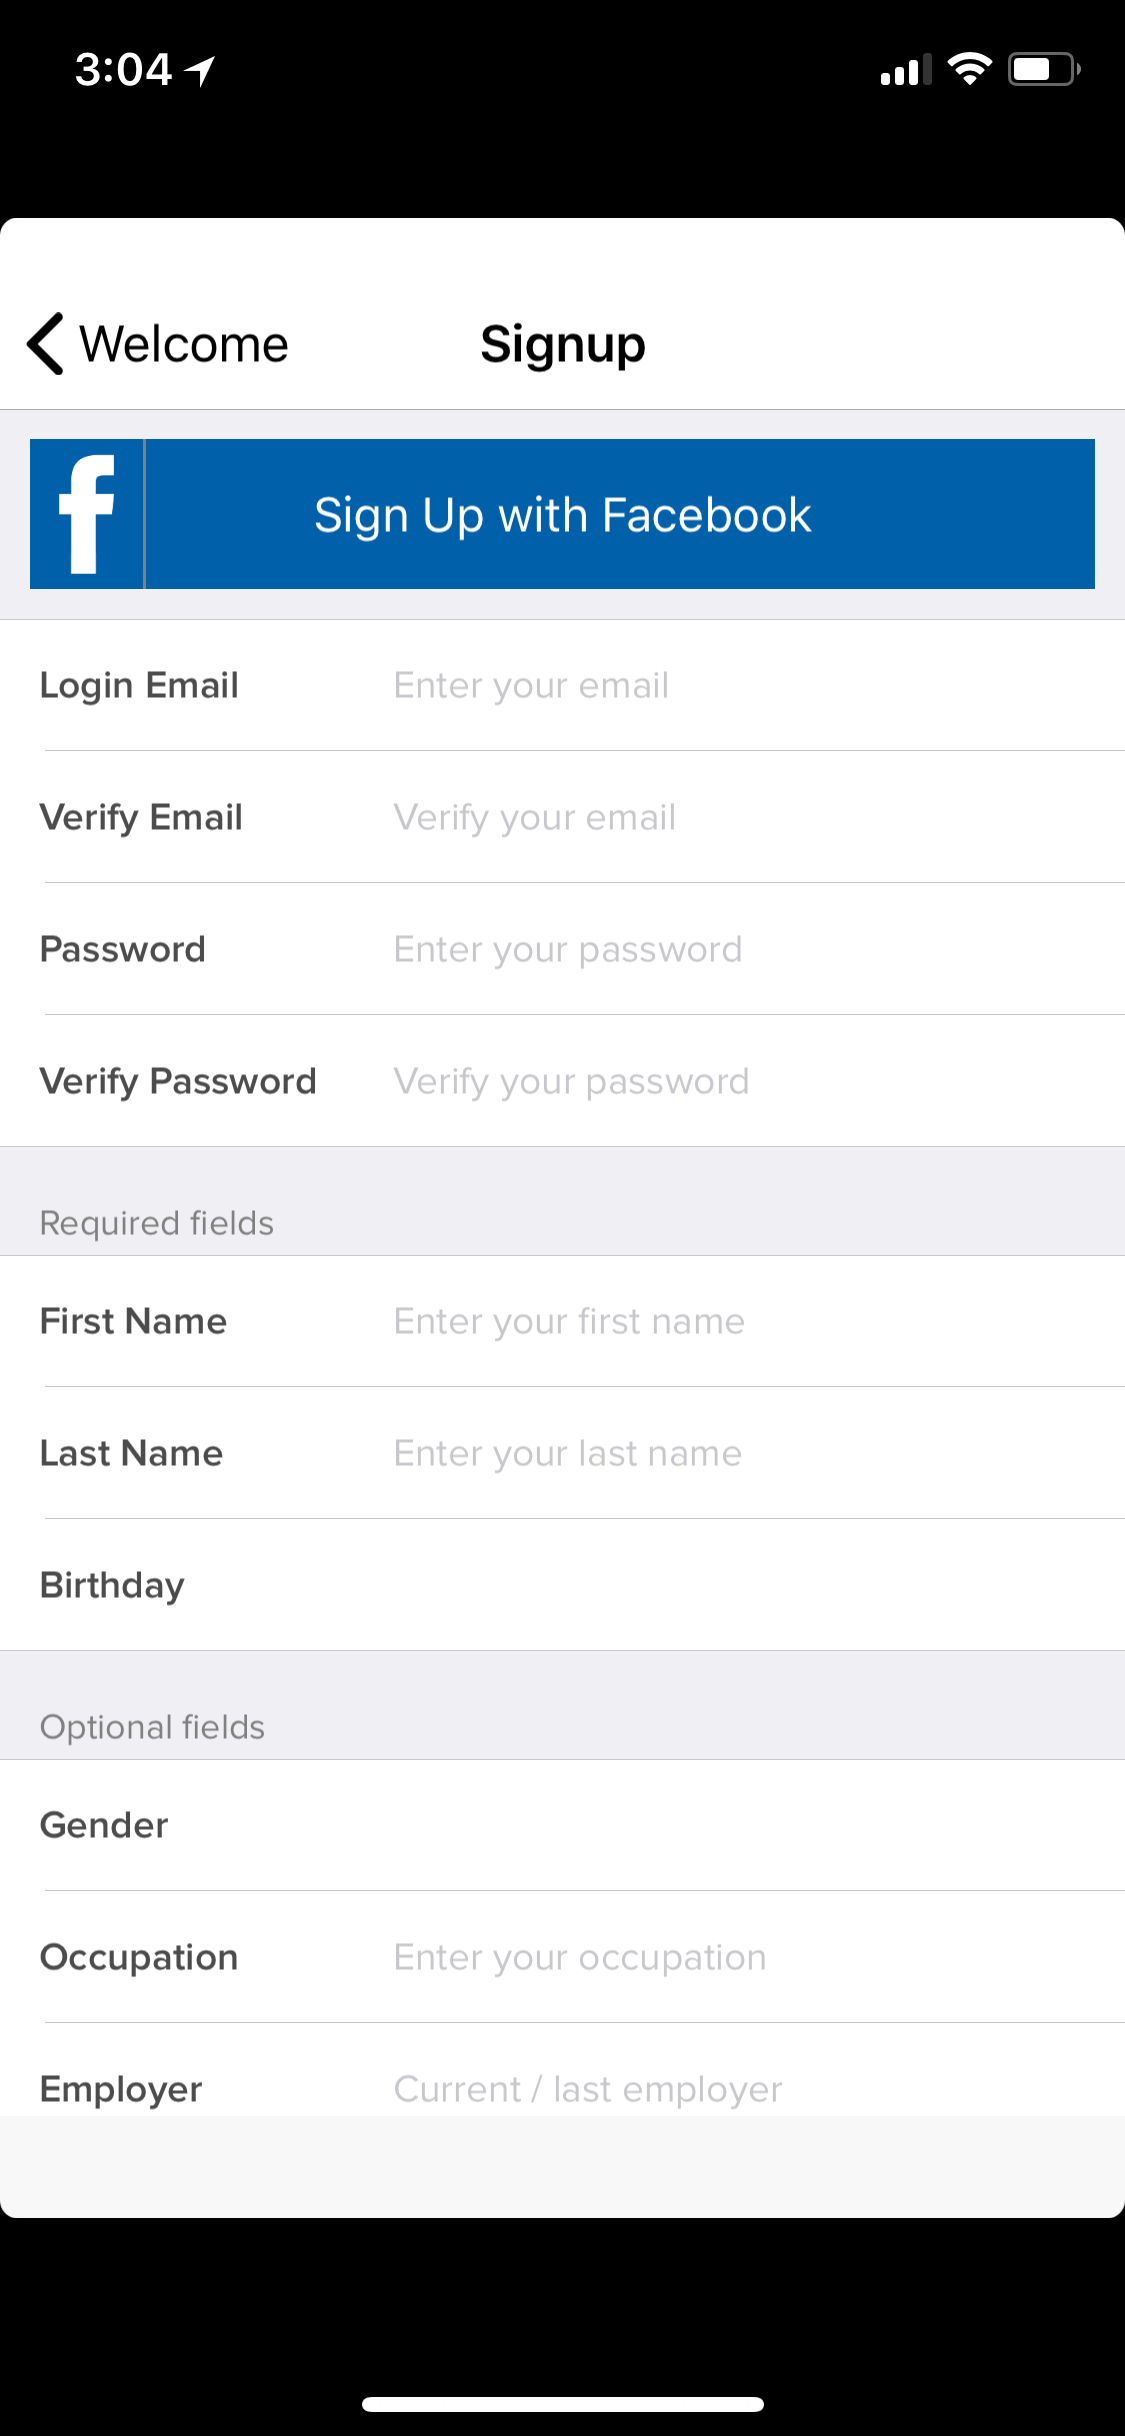 3:04
Welcome
Signup
f
Sign Up with Facebook
Login Email Enter your email
Verify Email Verify your email
Password Enter your password
Verify Password Verify your password
Required fields
First Name Enter your first name
Last Name Enter your last name
Birthday
Optional fields
Gender
Occupation Enter your occupation
Employer Current / last employer